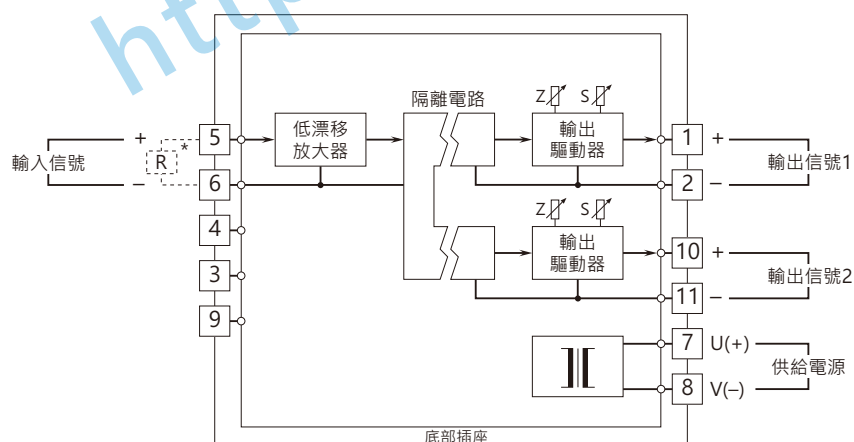 http
隔離電路
Z S
5
低漂移
放大器
輸出
驅動器
1 +
+
R *
輸入信號
輸出信號1
−
6
2 −
4
Z S
3
輸出
驅動器
10 +
輸出信號2
9
11 −
7 U(+)
供給電源
8 V(−)
底部插座